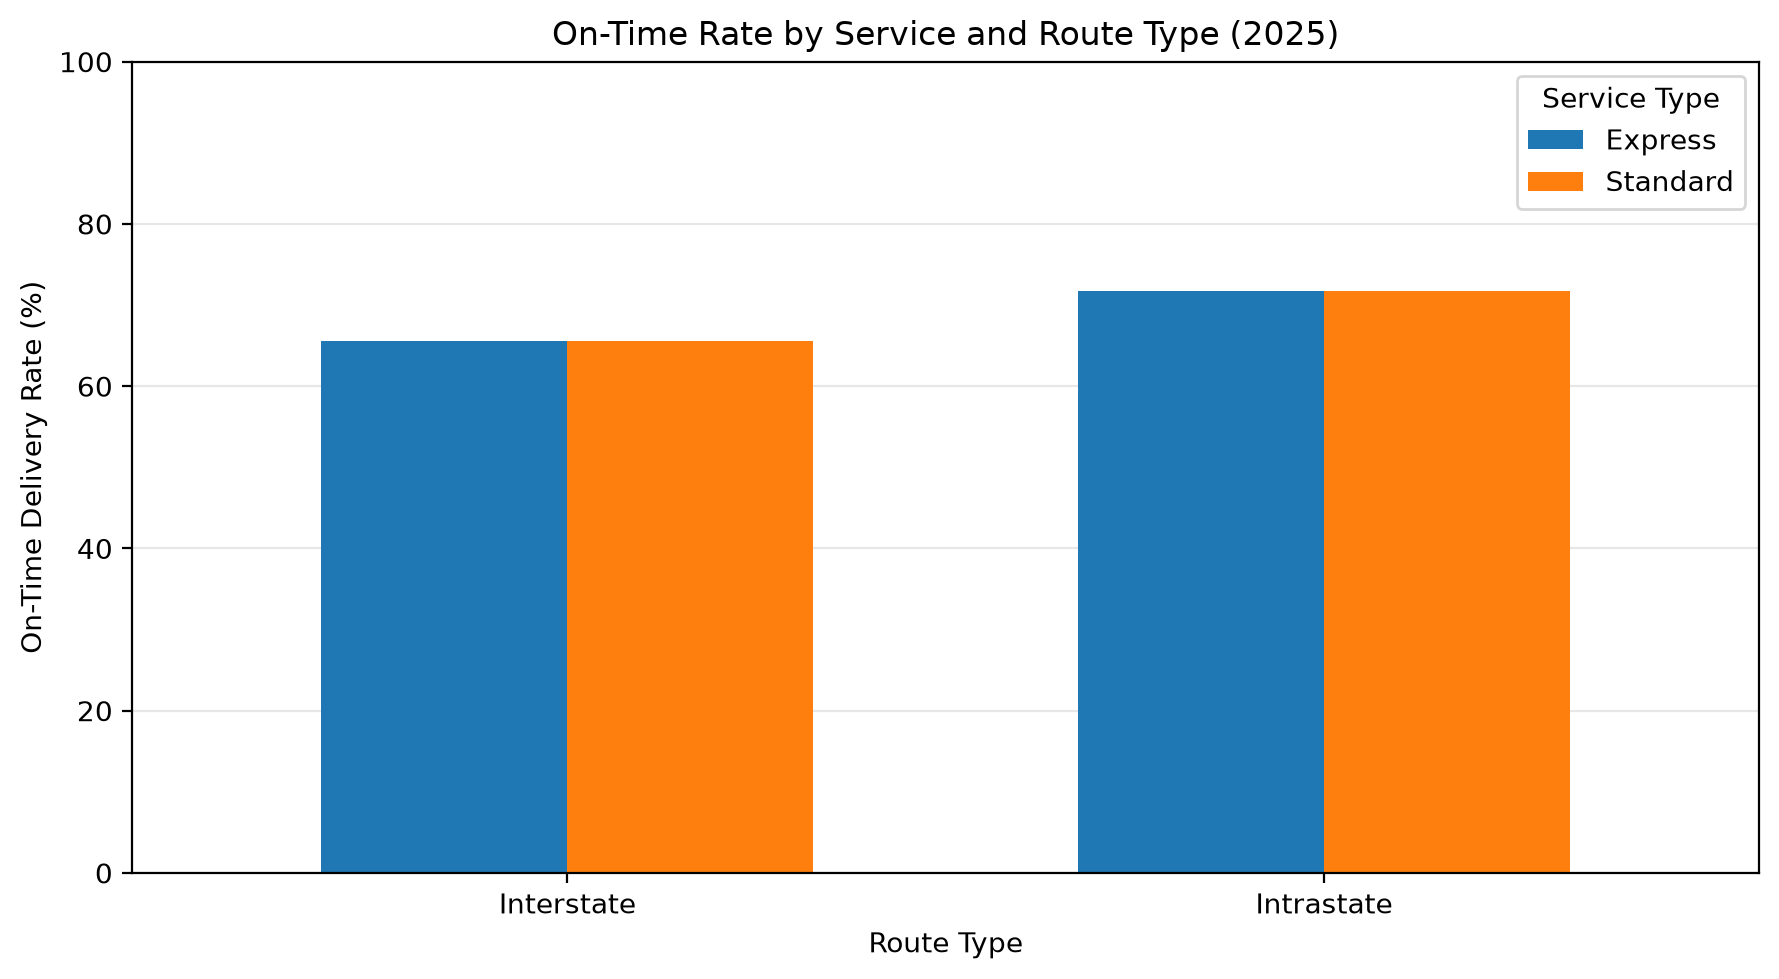 On-Time Rate by Service and Route Type (2025)
On-Time Delivery Rate (%)
100
80
60
40
20
0
Service Type
Express
Standard
Interstate
Intrastate
Route Type